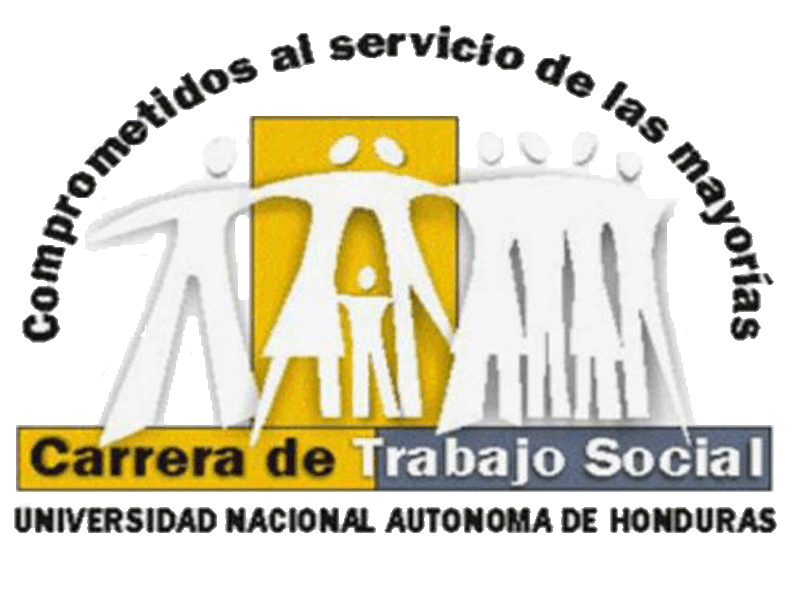 Comprometidos al servicio de las mayorías
Carrera de Trabajo Social
UNIVERSIDAD NACIONAL AUTONOMA DE HONDURAS